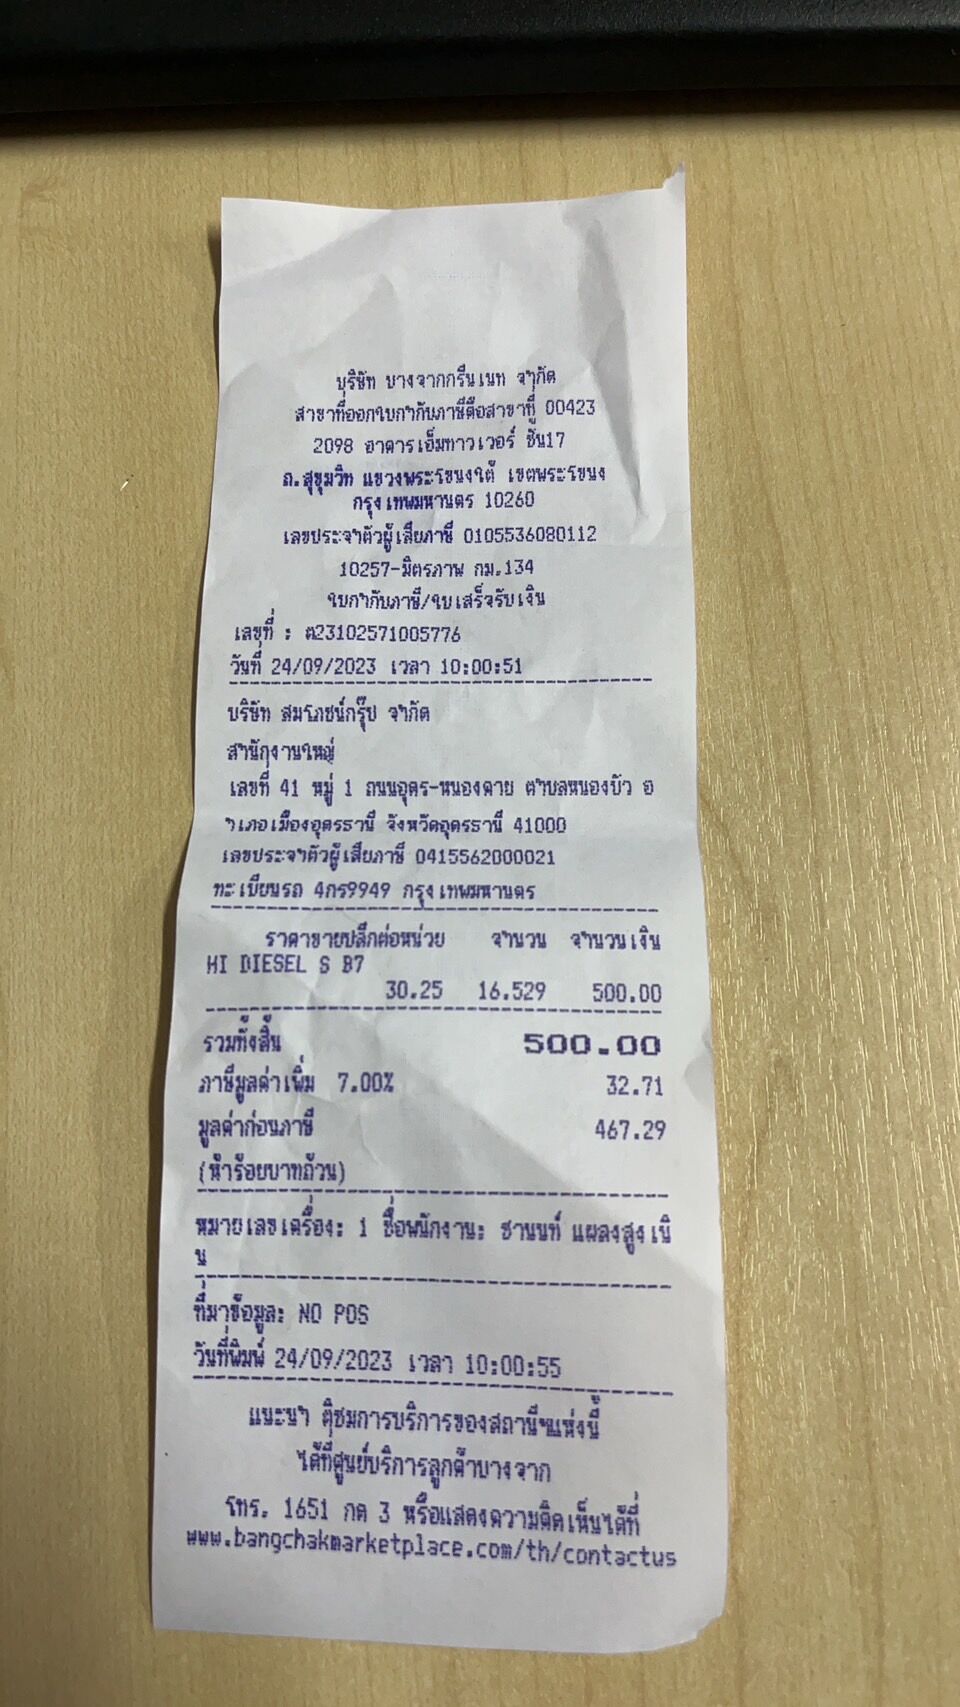 บริษัท บางจากกรีนเนท จำกัด
สาขาที่ออกใบกำกับภาษีคือสาขาที่ 00423
2098 อาคารเอ็มทาวเวอร์ ชั้น17
ถ.สุขุมวิท แขวงพระโขนงใต้ เขตพระโขนง
กรุงเทพมหานคร 10260
เลขประจำตัวผู้เสียภาษี 0105536080112
10257-มิตรภาพ กม.134
ใบกำกับภาษี/ใบเสร็จรับเงิน
เลขที่ : ต23102571005776
วันที่ 24/09/2023 เวลา 10:00:51
บริษัท สมโภชน์กรุ๊ป จำกัด
สำนักงานใหญ่
เลขที่ 41 หมู่ 1 ถนนอุดร-หนองคาย ตำบลหนองบัว อ
ำเภอเมืองอุดรธานี จังหวัดอุดรธานี 41000
เลขประจำตัวผู้เสียภาษี 0415562000021
ทะเบียนรถ 4กร9949 กรุงเทพมหานคร
ราคาขายปลีกต่อหน่วย จำนวน จำนวนเงิน
HI DIESEL S B7
30.25 16.529 500.00
รวมทั้งสิ้น 500.00
ภาษีมูลค่าเพิ่ม 7.00% 32.71
มูลค่าก่อนภาษี 467.29
(ห้าร้อยบาทถ้วน)
หมายเลขเครื่อง: 1 ชื่อพนักงาน: ชานนท์ แผลงสูงเนิ
น
ที่มาข้อมูล: NO POS
วันที่พิมพ์ 24/09/2023 เวลา 10:00:55
แนะนำ ติชมการบริการของสถานีฯแห่งนี้
ได้ที่ศูนย์บริการลูกค้าบางจาก
โทร. 1651 กด 3 หรือแสดงความคิดเห็นได้ที่
www.bangchakmarketplace.com/th/contactus